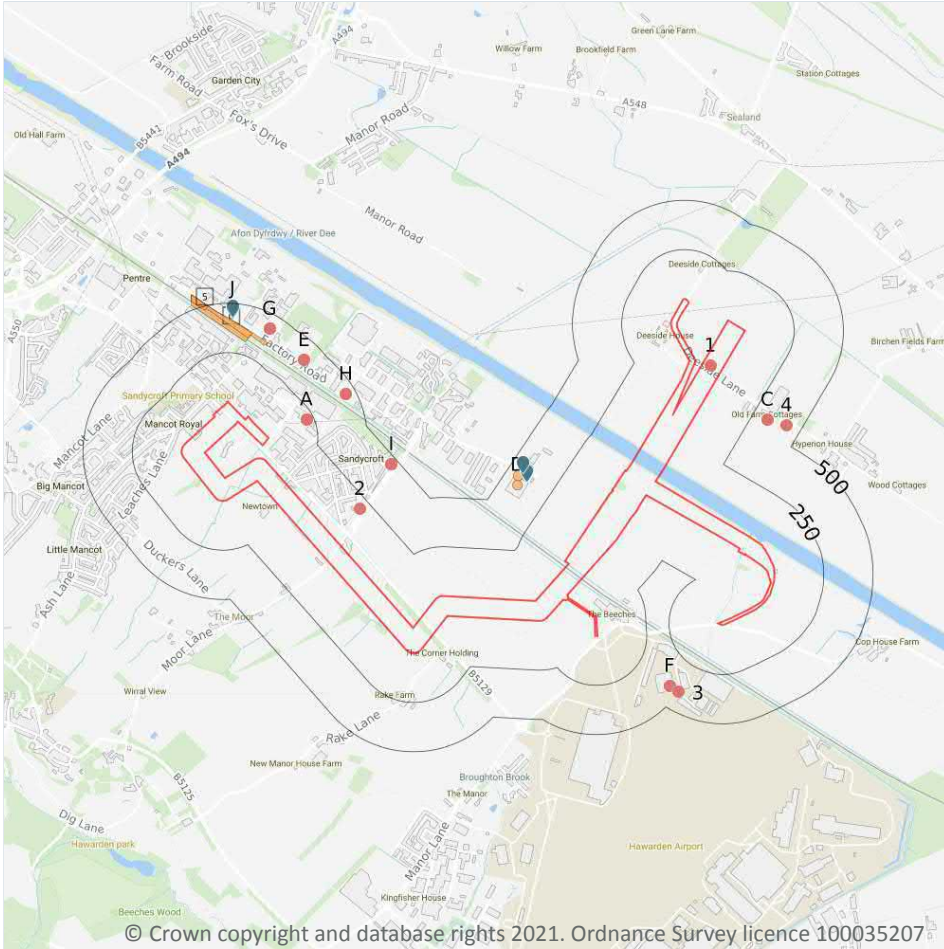 A494
Brookside
Farm Road
Garden City
Willow Farm
Green Lane Farm
Brookfield Farm
Station Cottages
A548
Sealand
Old Hall Farm
B5441
A494
Fox's Drive
Manor Road
Manor Road
Afon Dyfrdwy / River Dee
Deeside Cottages
Pentre
5
J
G
A550
Factory Road
E
H
Deeside House
1
Deeside Lane
Birchen Fields Farm
Sandycroft Primary School
A
C
4
Old Farm Cottages
Mancot Royal
Mancot Lane
Hyperion House
Sandycroft
I
D
500
Wood Cottages
Big Mancot
Leaches Lane
2
Newtown
250
Little Mancot
Duckers Lane
Ash Lane
The Moor
The Beeches
Moor Lane
The Corner Holding
Cop House Farm
Wirral View
Rake Farm
B5129
F
3
Rake Lane
New Manor House Farm
Broughton Brook
B5125
The Manor
Dig Lane
Hawarden park
Manor Lane
Hawarden Airport
Kingfisher House
Beeches Wood
© Crown copyright and database rights 2021. Ordnance Survey licence 100035207.